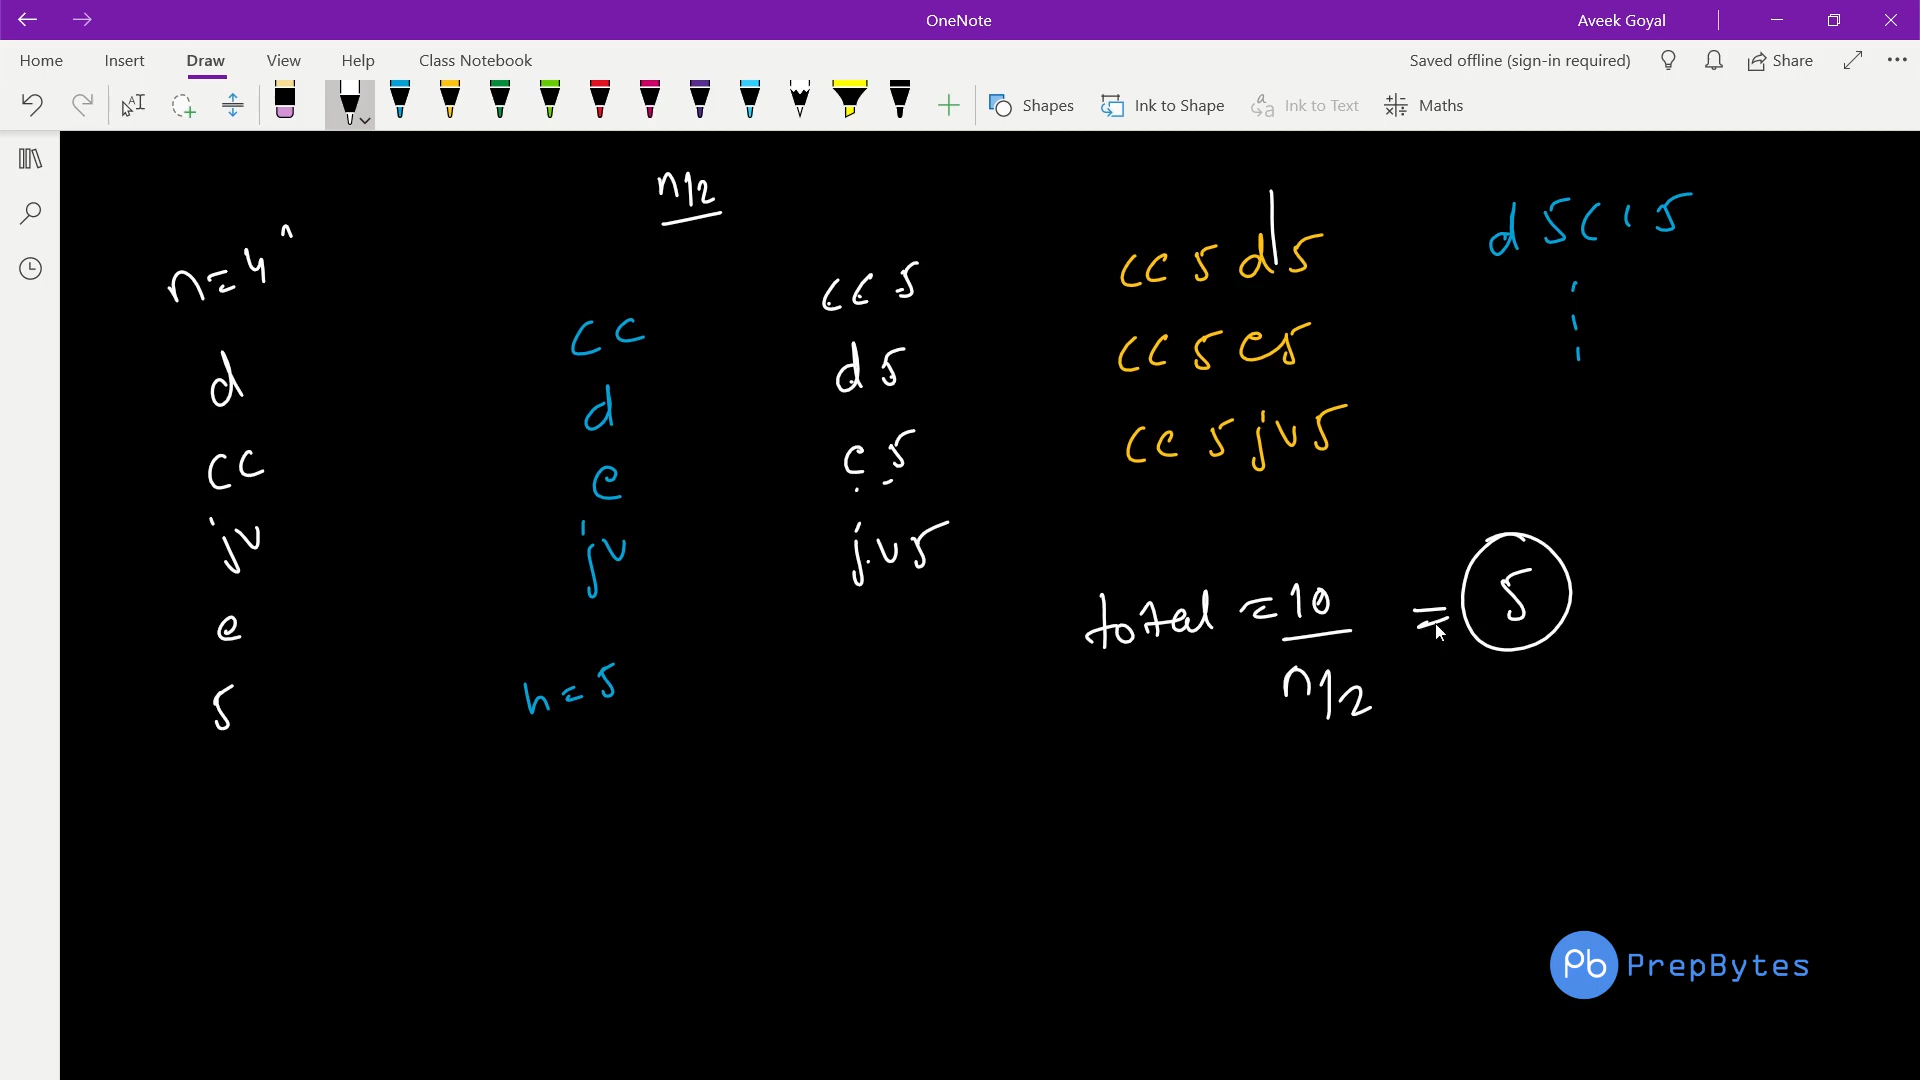 OneNote
Aveek Goyal
Home Insert Draw View Help Class Notebook
Saved offline (sign-in required) Share
Shapes Ink to Shape Ink to Text Maths
n/2
n=4
d
cc
jv
e
5
cc
d
e
jv
h=5
cc5
d5
e5
jv5
cc5d5
cc5e5
cc5jv5
total = 10 = 5
n/2
Pb PrepBytes